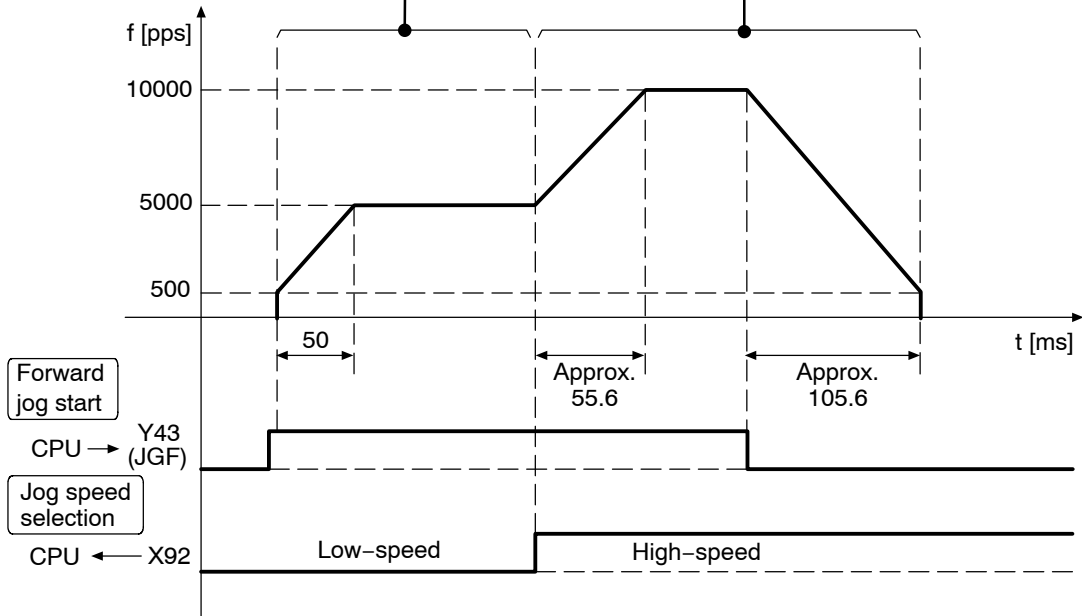 f [pps]
10000
5000
500
t [ms]
50
Approx.
55.6
Approx.
105.6
Forward
jog start
CPU
Y43
(JGF)
Jog speed
selection
CPU
X92
Low−speed
High−speed